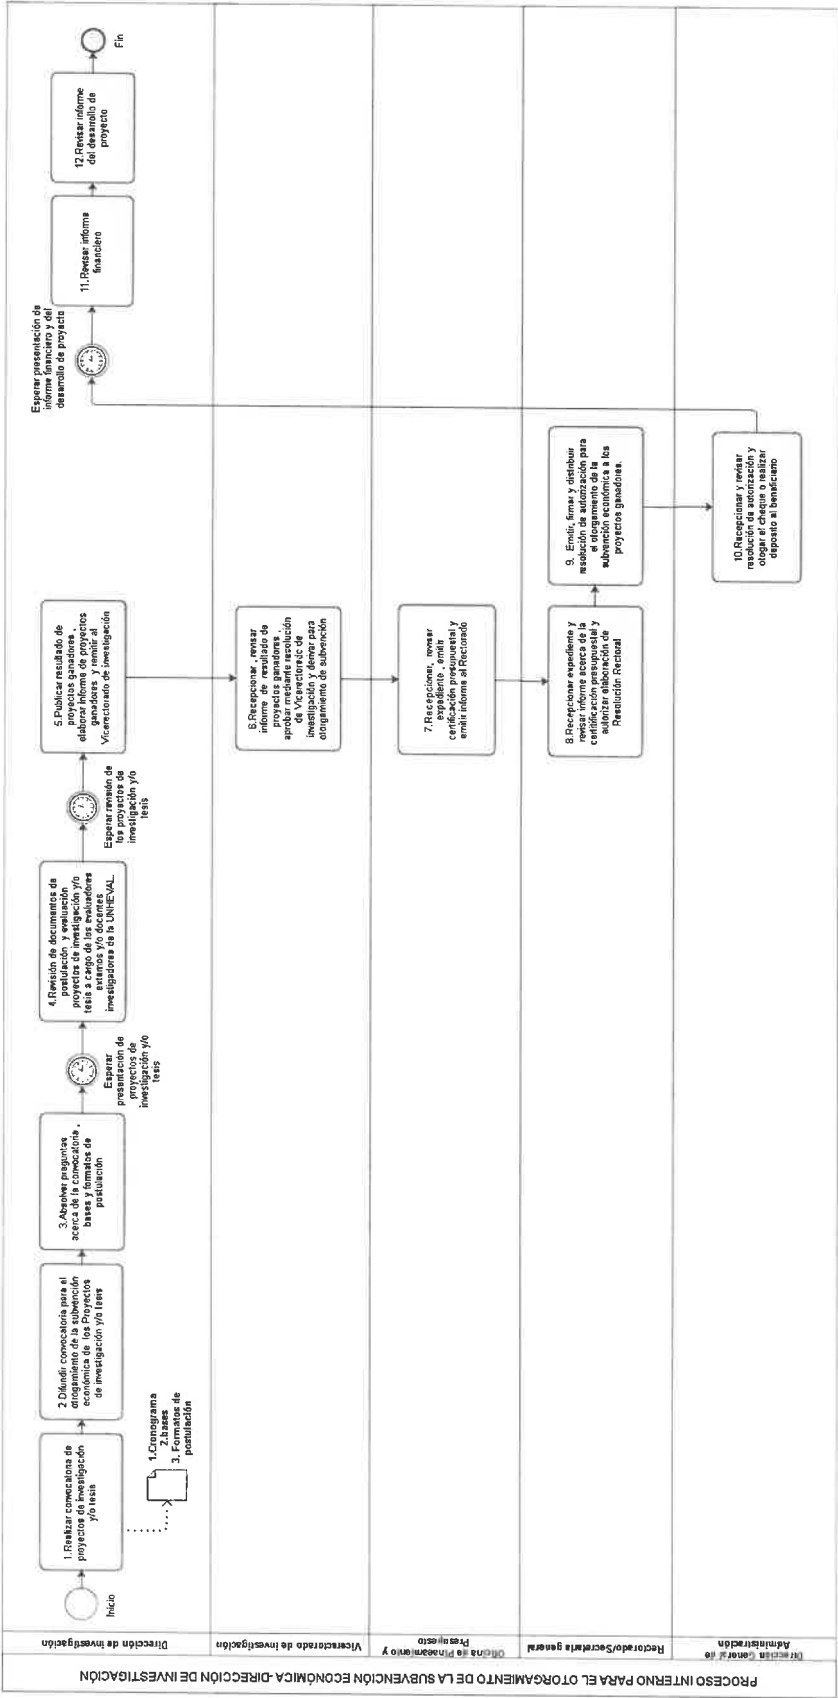 PROCESO INTERNO PARA EL OTORGAMIENTO DE LA SUBVENCIÓN ECONÓMICA-DIRECCIÓN DE INVESTIGACIÓN
Dirección de investigación
Inicio
1.Realizar convocatoria de
proyectos de investigación
y/o tesis
1.Cronograma
2.bases
3. Formatos de
postulación
2 Difundir convocatoria para el
otrogamiento de la subvención
económica de los Proyectos
de investigación y/o tesis
3.Absolver preguntas
acerca de la convocatoria ,
bases y formatos de
postulación
Esperar
presentación de
proyectos de
investigación y/o
tesis
4.Revisión de documentos de
postulación y evaluación
proyectos de investigación y/o
tesis a cargo de los evaluadores
externos y/o docentes
investigadores de la UNHEVAL.
Esperar revisión de
los proyectos de
investigación y/o
tesis
5.Publicar resultado de
proyectos ganadores ,
elaborar informe de proyectos
ganadores y remitir al
Vicerectorado de investigación
Esperar presentación de
informe financiero y del
desarrollo de proyecto
11.Revisar informe
financiero
12.Revisar informe
del desarrollo de
proyecto
Fin
Vicerectorado de investigación
6.Recepcionar , revisar
informe de resultado de
proyectos ganadores ,
aprobar mediante resolución
de Vicerectorado de
investigación y derivar para
otorgamiento de subvención
Oficina de Planeamiento y
Presupuesto
7.Recepcionar, revisar
expediente , emitir
certificación presupuestal y
emitir informe al Rectorado
Rectorado/Secretaría general
8.Recepcionar expediente y
revisar informe acerca de la
certificación presupuestal y
autorizar elaboración de
Resolución Rectoral
9. Emitir, firmar y distribuir
resolución de autorización para
el otorgamiento de la
subvención económica a los
proyectos ganadores.
Dirección General de
Administración
10.Recepcionar y revisar
resolución de autorización y
otogar el cheque o realizar
deposito al beneficiario